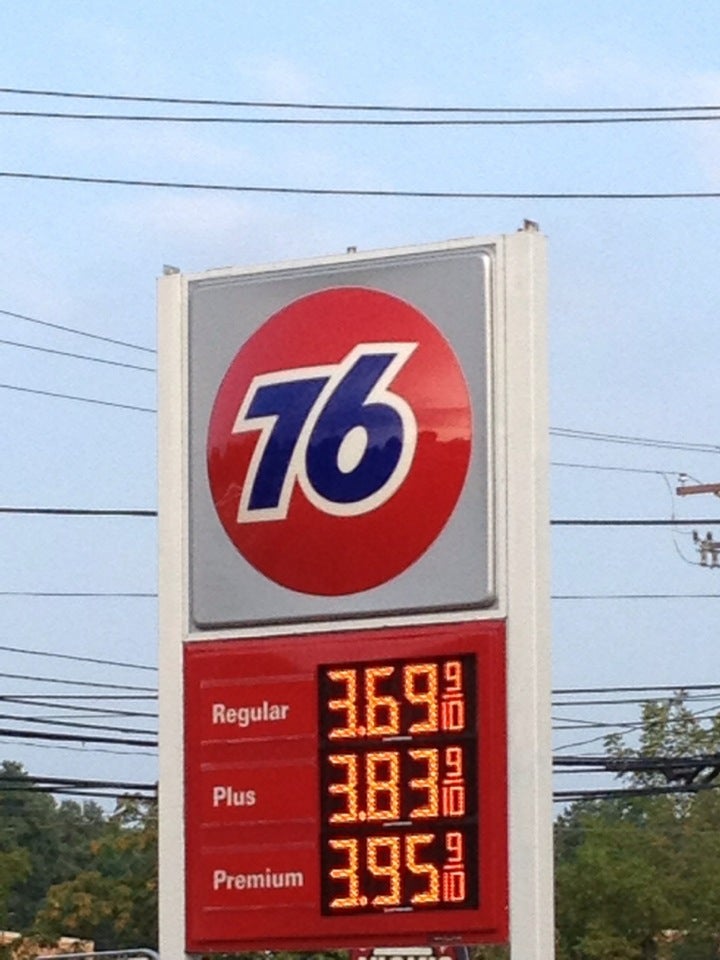 76
Regular 3.69 9/10
Plus 3.83 9/10
Premium 3.95 9/10